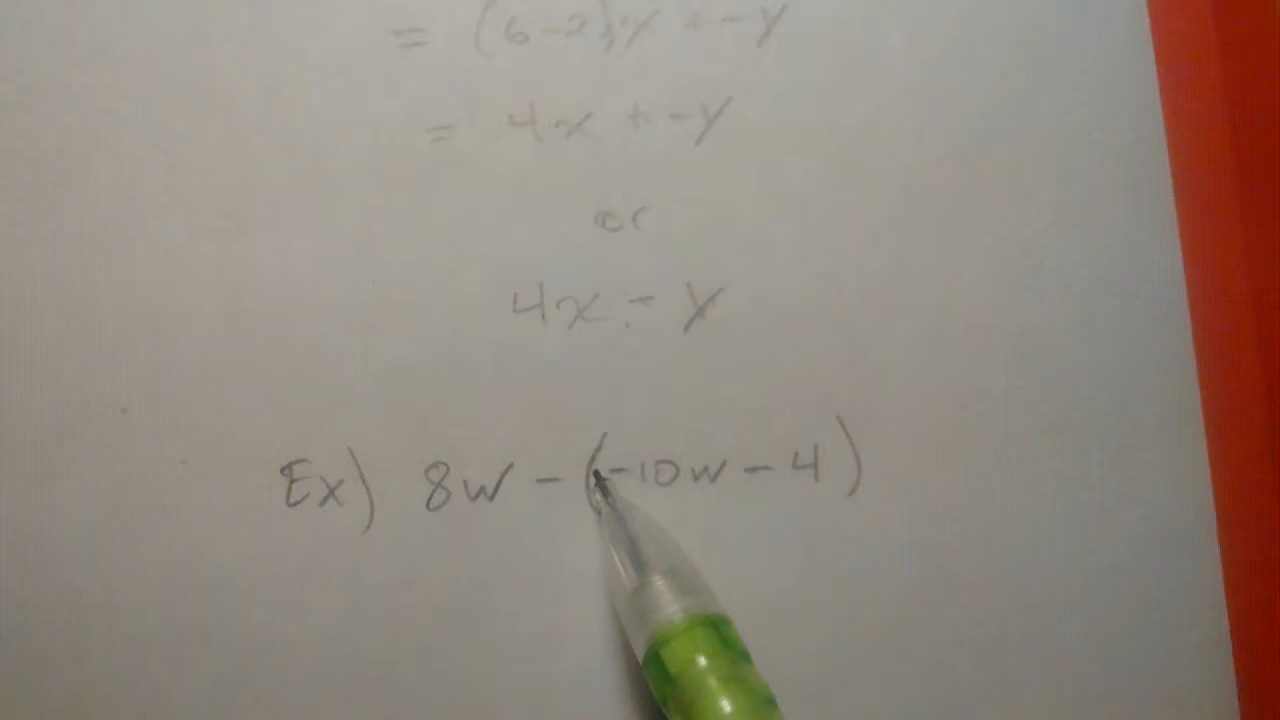 = (6-2)x + -y
= 4x + -y
or
4x - y
Ex) 8w - (-10w - 4)